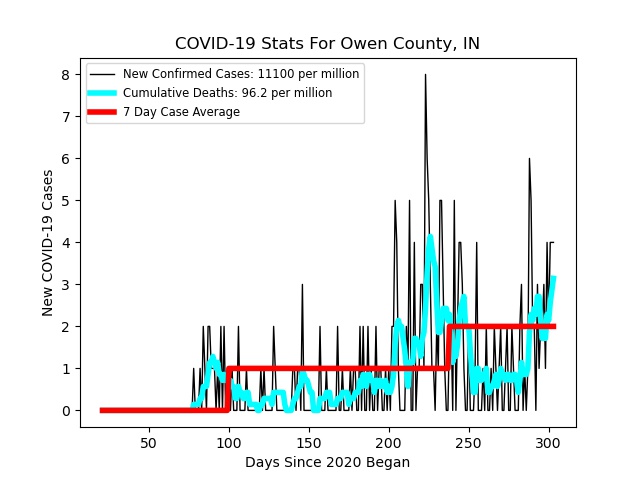 COVID-19 Stats For Owen County, IN
New Confirmed Cases: 11100 per million
Cumulative Deaths: 96.2 per million
7 Day Case Average
8
7
6
5
4
3
2
1
0
New COVID-19 Cases
50 100 150 200 250 300
Days Since 2020 Began